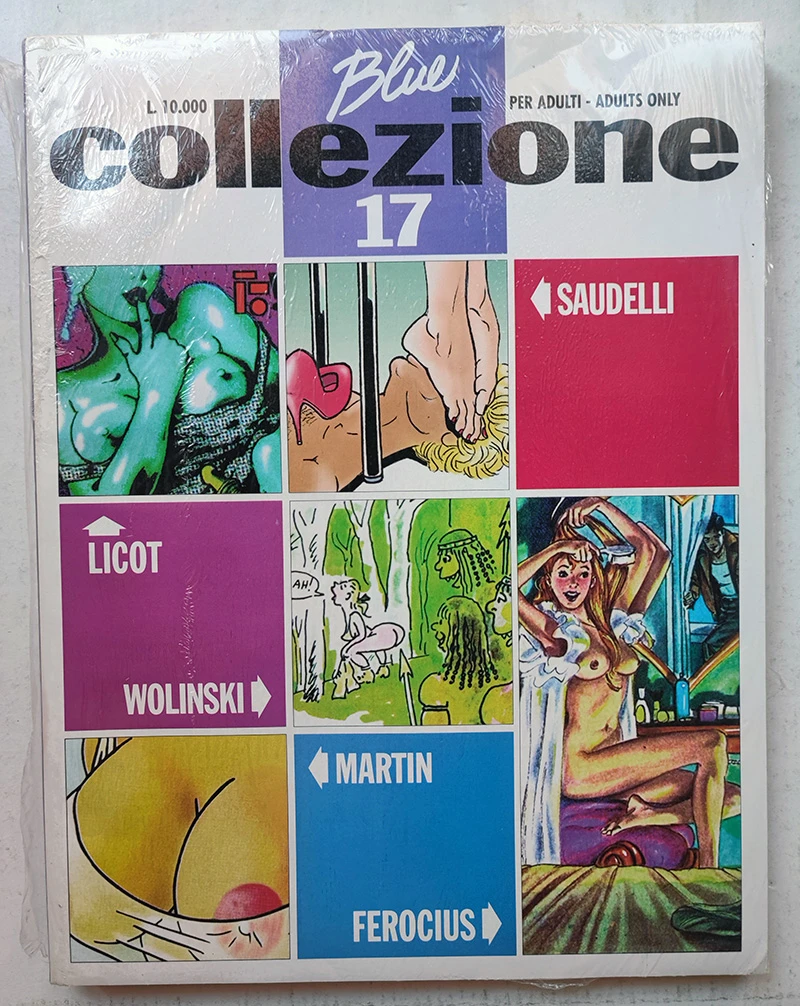 Blue
L. 10.000
PER ADULTI - ADULTS ONLY
collezione
17
SAUDELLI
LICOT
AH!
WOLINSKI
MARTIN
FEROCIUS